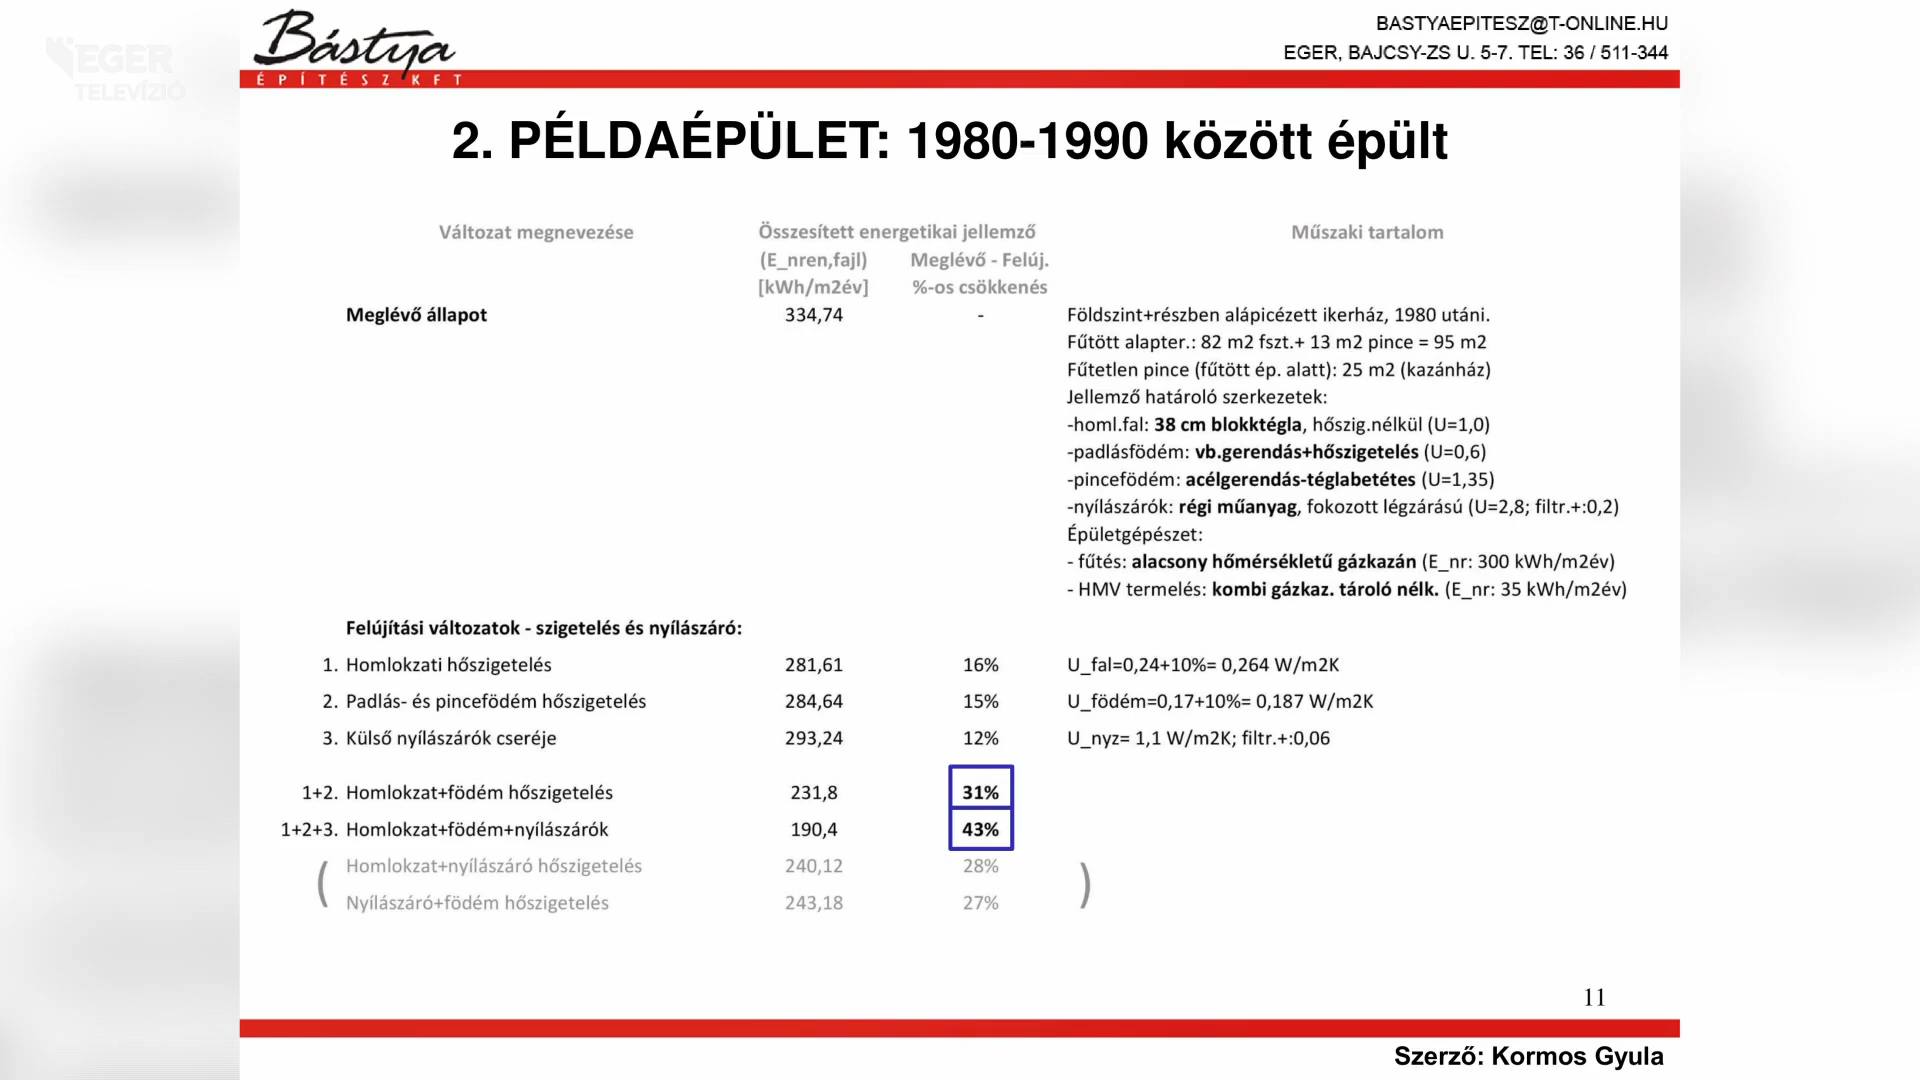 EGER
TELEVÍZIÓ
Bástya
ÉPÍTÉSZ KFT
BASTYAEPITESZ@T-ONLINE.HU
EGER, BAJCSY-ZS U. 5-7. TEL: 36 / 511-344
2. PÉLDAÉPÜLET: 1980-1990 között épült
Változat megnevezése Összesített energetikai jellemző Műszaki tartalom
(E_nren,fajl) Meglévő - Felúj.
[kWh/m2év] %-os csökkenés
Meglévő állapot 334,74 - Földszint+részben alápicézett ikerház, 1980 utáni.
Fűtött alapter.: 82 m2 fszt.+ 13 m2 pince = 95 m2
Fűtetlen pince (fűtött ép. alatt): 25 m2 (kazánház)
Jellemző határoló szerkezetek:
-homl.fal: 38 cm blokktégla, hőszig.nélkül (U=1,0)
-padlásfödém: vb.gerendás+hőszigetelés (U=0,6)
-pincefödém: acélgerendás-téglabetétes (U=1,35)
-nyílászárók: régi műanyag, fokozott légzárású (U=2,8; filtr.+:0,2)
Épületgépészet:
- fűtés: alacsony hőmérsékletű gázkazán (E_nr: 300 kWh/m2év)
- HMV termelés: kombi gázkaz. tároló nélk. (E_nr: 35 kWh/m2év)
Felújítási változatok - szigetelés és nyílászáró:
1. Homlokzati hőszigetelés 281,61 16% U_fal=0,24+10%= 0,264 W/m2K
2. Padlás- és pincefödém hőszigetelés 284,64 15% U_födém=0,17+10%= 0,187 W/m2K
3. Külső nyílászárók cseréje 293,24 12% U_nyz= 1,1 W/m2K; filtr.+:0,06
1+2. Homlokzat+födém hőszigetelés 231,8 31%
1+2+3. Homlokzat+födém+nyílászárók 190,4 43%
( Homlokzat+nyílászáró hőszigetelés 240,12 28% )
Nyílászáró+födém hőszigetelés 243,18 27%
11
Szerző: Kormos Gyula